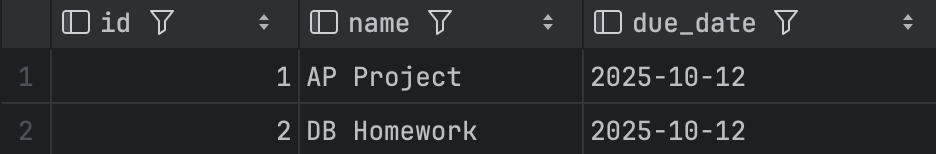 id name due_date
1 1 AP Project 2025-10-12
2 2 DB Homework 2025-10-12